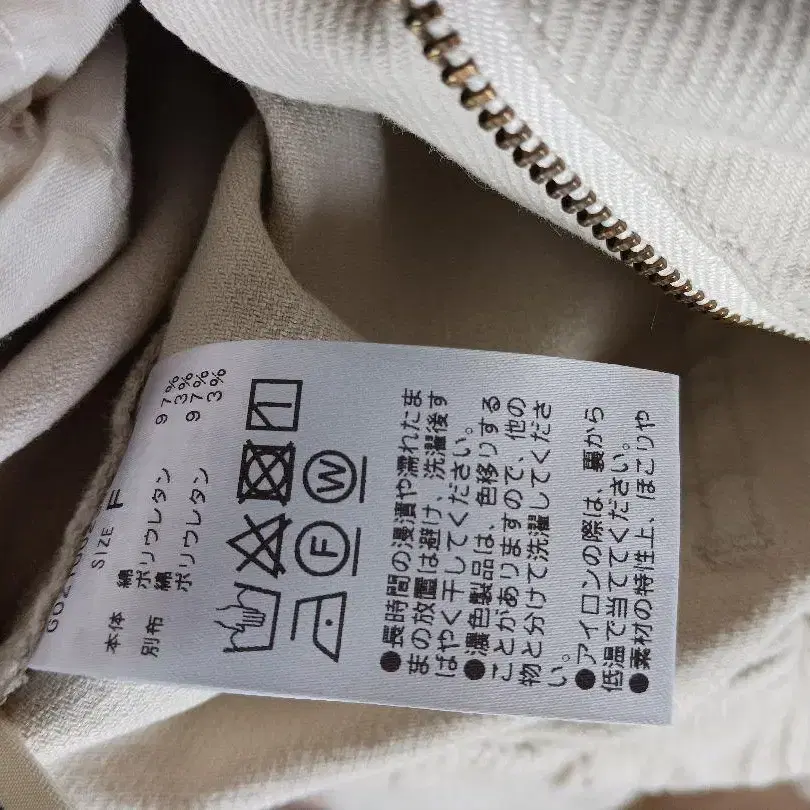 SIZE F
本体 綿 97%
ポリウレタン 3%
別布 綿 97%
ポリウレタン 3%
W
F
●長時間の浸漬や濡れたま
まの放置は避け、洗濯後す
ばやく干してください。
●濃色製品は、色移りする
ことがありますので、他の
物と分けて洗濯してくださ
い。
●アイロンの際は、裏から
低温で当ててください。
●素材の特性上、ほこりや